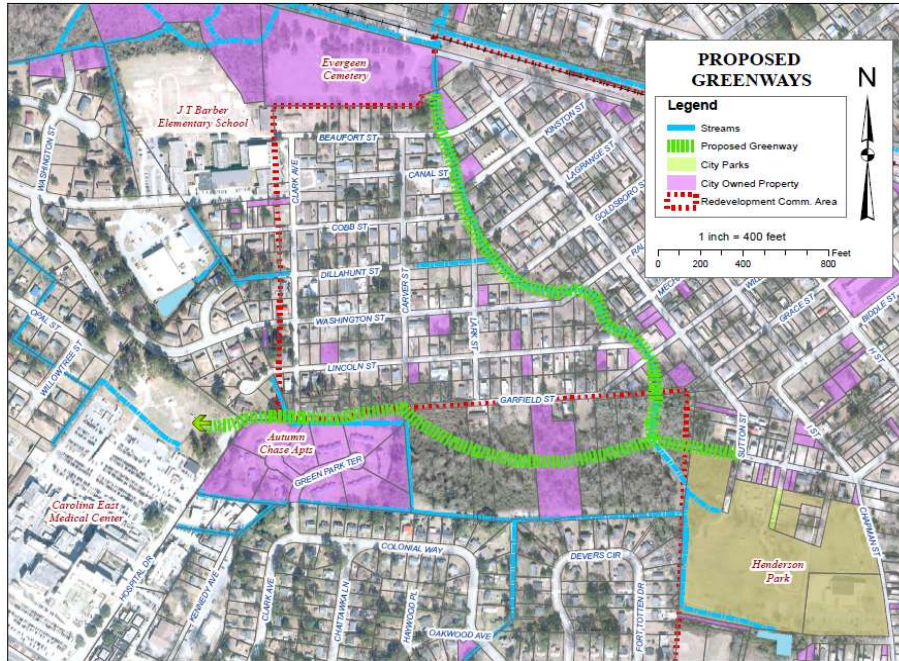 PROPOSED
GREENWAYS
N
Legend
Streams
Proposed Greenway
City Parks
City Owned Property
Redevelopment Comm. Area
1 inch = 400 feet
Feet
0 200 400 800
Evergeen
Cemetery
J T Barber
Elementary School
WASHINGTON ST
BEAUFORT ST
KINSTON ST
LAGRANGE ST
GOLDSBORO S
CANAL ST
CLARK AVE
COBB ST
RAL
DILLAHUNT ST
CARVER ST
MECH
GRACE ST
BIDDLE ST
H ST
OPAL ST
WILLOWTREE ST
WASHINGTON ST
LARK ST
LINCOLN ST
GARFIELD ST
SUTTON ST
I ST
Autumn
Chase Apts
GREEN PARK TER
Carolina East
Medical Center
CHAPMAN ST
COLONIAL WAY
DEVERS CIR
Henderson
Park
HOSPITAL DR
KENNEDY AVE
CLARK AVE
CHATTAWKA LN
HAYWOOD PL
OAKWOOD AVE
FORT TOTTEN DR